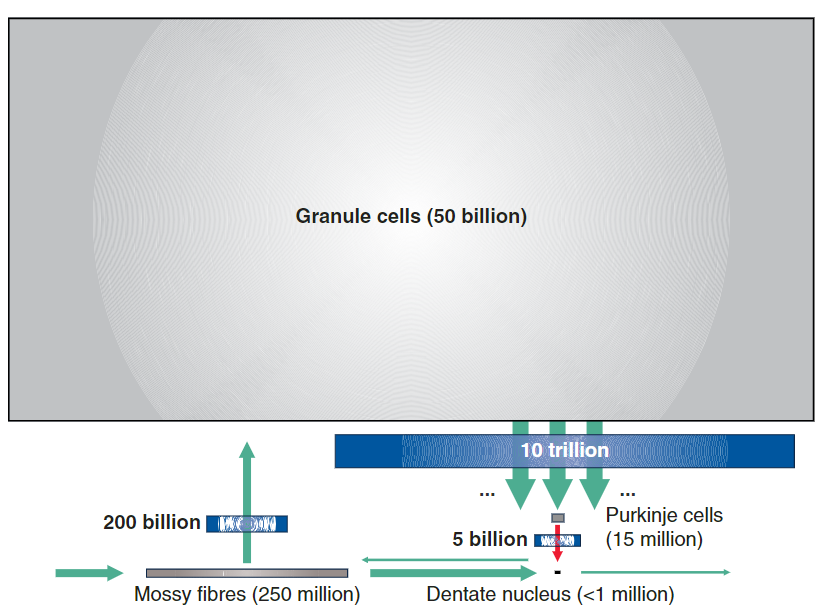 Granule cells (50 billion)
10 trillion
...
...
200 billion
Purkinje cells
(15 million)
5 billion
Mossy fibres (250 million)
Dentate nucleus (<1 million)